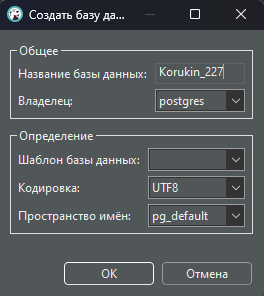 Создать базу да...
Общее
Название базы данных: Korukin_227
Владелец: postgres
Определение
Шаблон базы данных:
Кодировка: UTF8
Пространство имён: pg_default
ОК Отмена